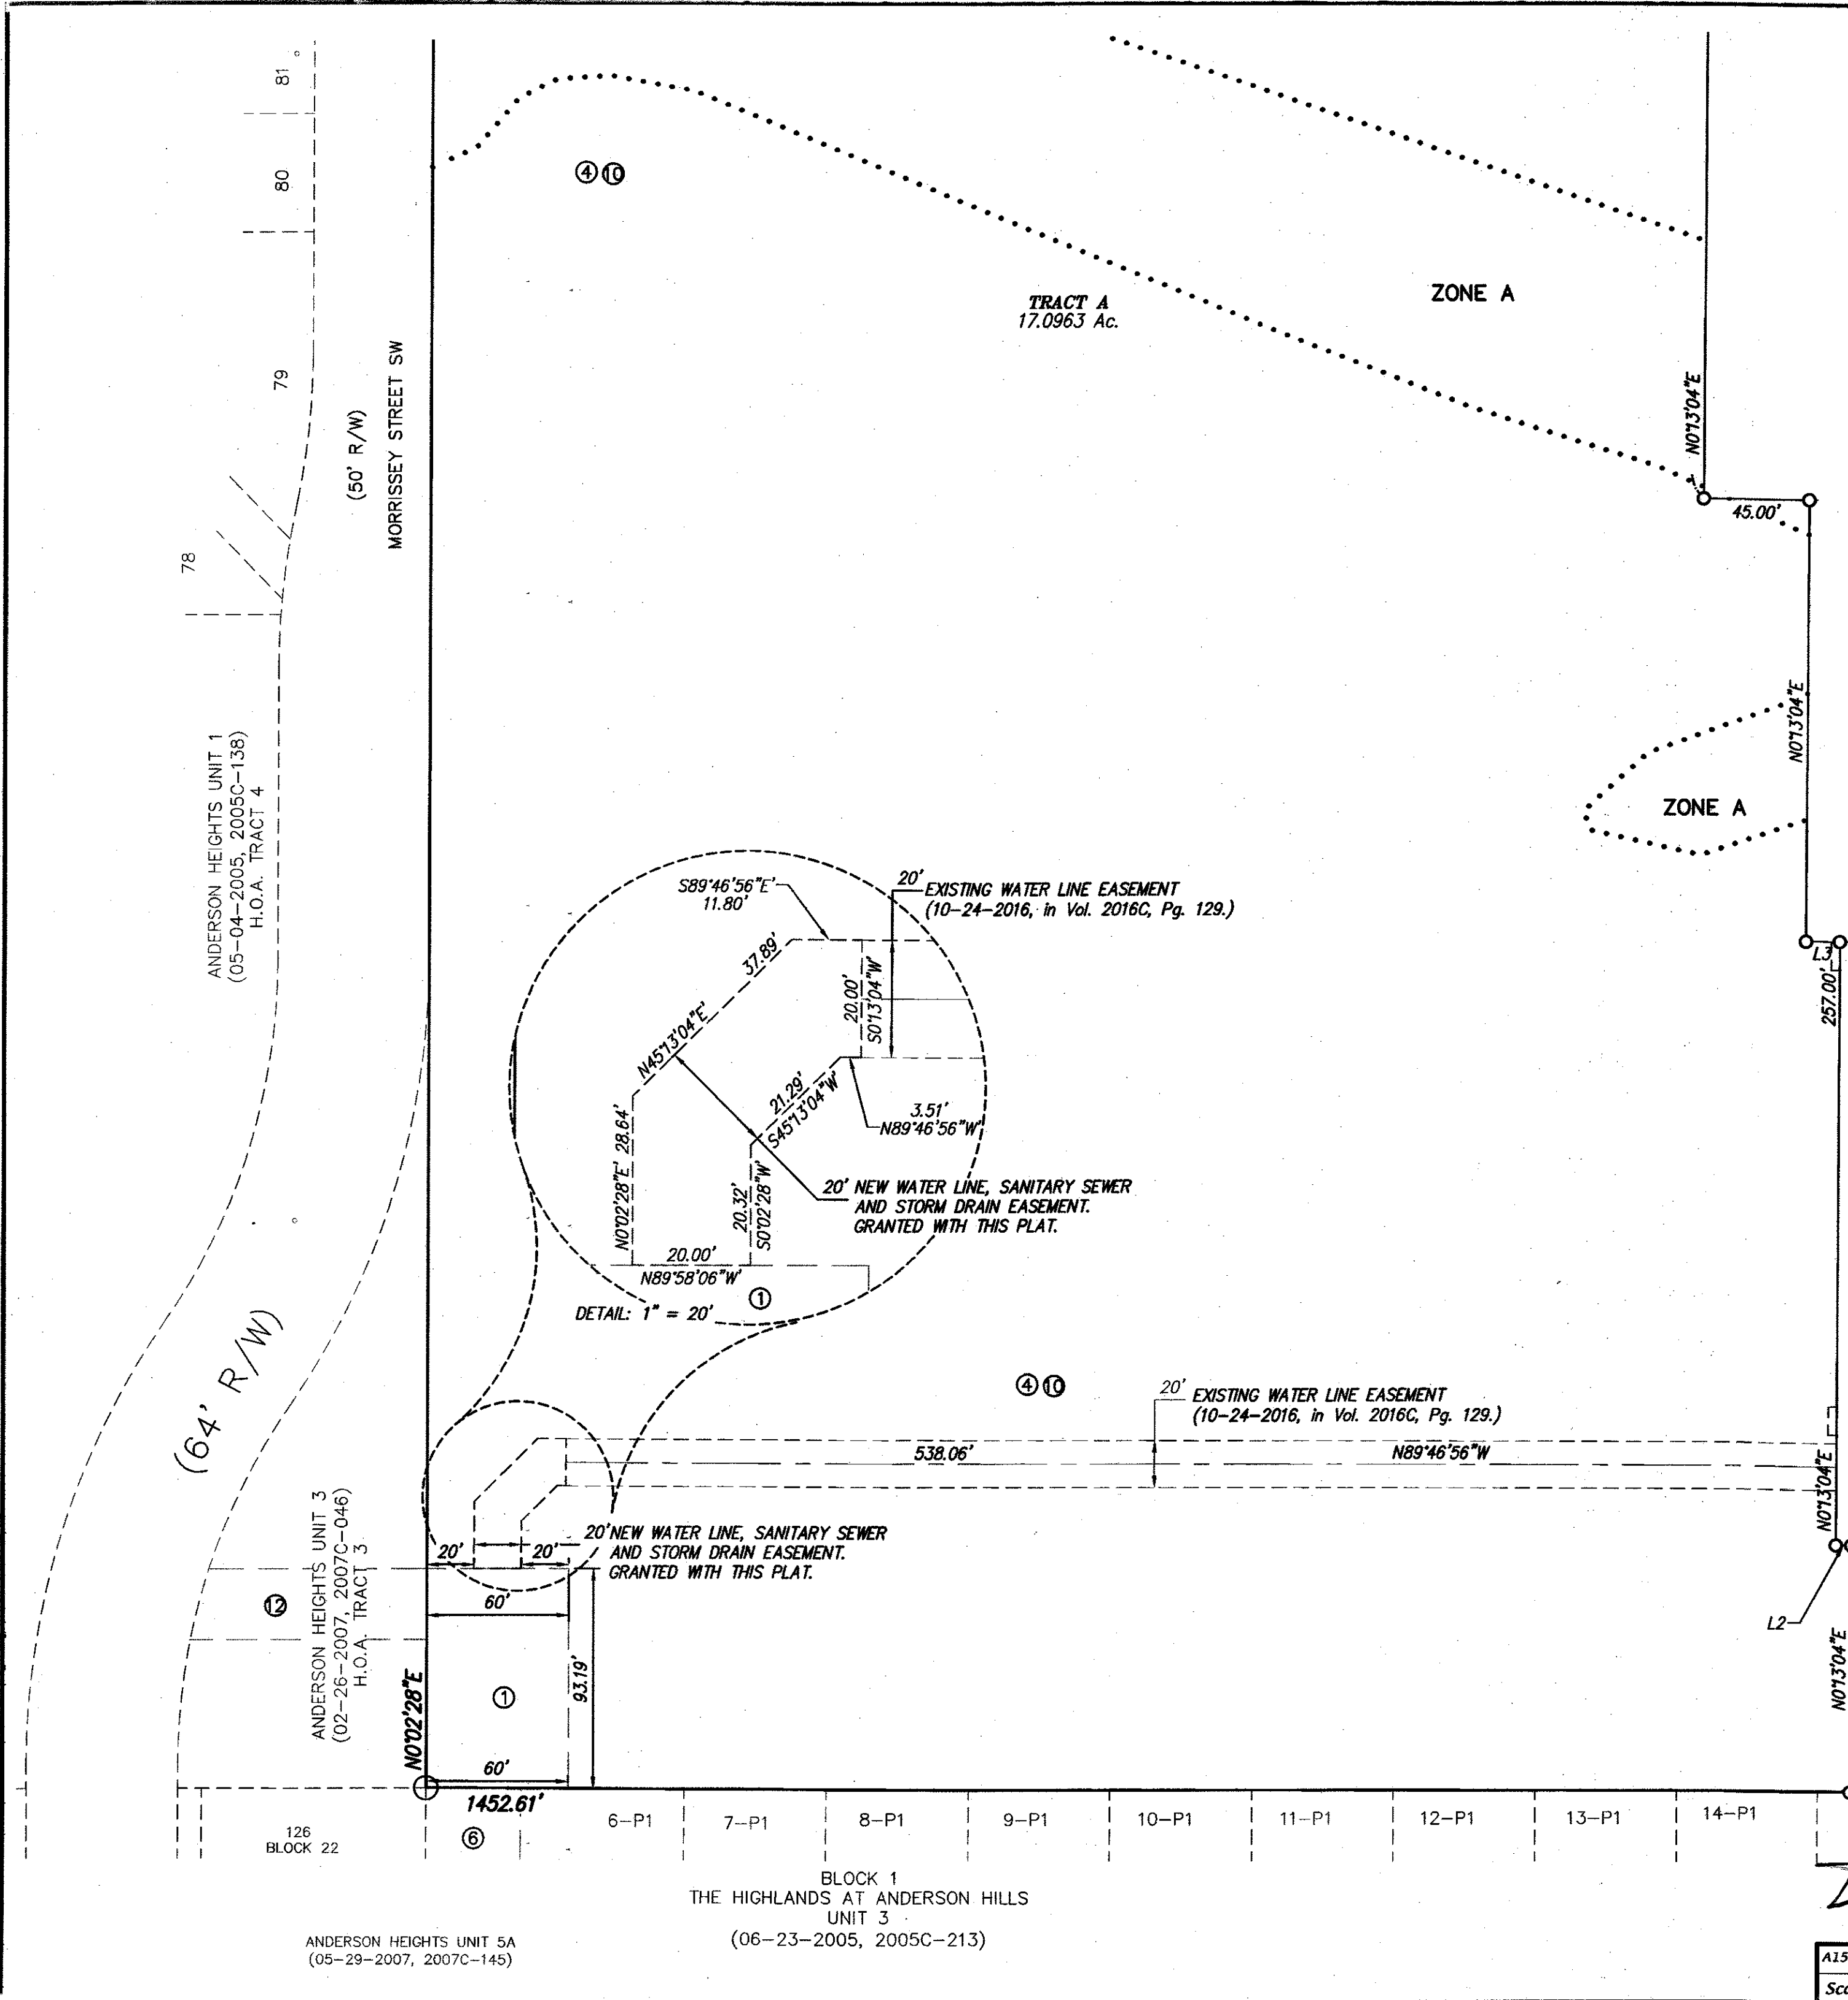 81
80
79
78
④ ⑩
(50' R/W)
MORRISSEY STREET SW
TRACT A
17.0963 Ac.
ZONE A
N0°13'04"E
45.00'
N0°13'04"E
ZONE A
L3
257.00'
ANDERSON HEIGHTS UNIT 1
(05-04-2005, 2005C-138)
H.O.A. TRACT 4
S89°46'56"E
11.80'
20'
EXISTING WATER LINE EASEMENT
(10-24-2016, in Vol. 2016C, Pg. 129.)
37.89'
N45°13'04"E
20.00'
S0°13'04"W
21.29'
S45°13'04"W
3.51'
N89°46'56"W
N0°02'28"E 28.64'
20.32'
S0°02'28"W
20' NEW WATER LINE, SANITARY SEWER
AND STORM DRAIN EASEMENT.
GRANTED WITH THIS PLAT.
20.00'
N89°58'06"W
①
DETAIL: 1" = 20'
(64' R/W)
④ ⑩
20'
EXISTING WATER LINE EASEMENT
(10-24-2016, in Vol. 2016C, Pg. 129.)
538.06'
N89°46'56"W
N0°13'04"E
20' NEW WATER LINE, SANITARY SEWER
AND STORM DRAIN EASEMENT.
GRANTED WITH THIS PLAT.
20'
20'
60'
⑫
ANDERSON HEIGHTS UNIT 3
(02-26-2007, 2007C-046)
H.O.A. TRACT 3
L2
N0°13'04"E
93.19'
①
N0°02'28"E
60'
1452.61'
6-P1
7-P1
8-P1
9-P1
10-P1
11-P1
12-P1
13-P1
14-P1
126
BLOCK 22
⑥
BLOCK 1
THE HIGHLANDS AT ANDERSON HILLS
UNIT 3
(06-23-2005, 2005C-213)
ANDERSON HEIGHTS UNIT 5A
(05-29-2007, 2007C-145)
A15